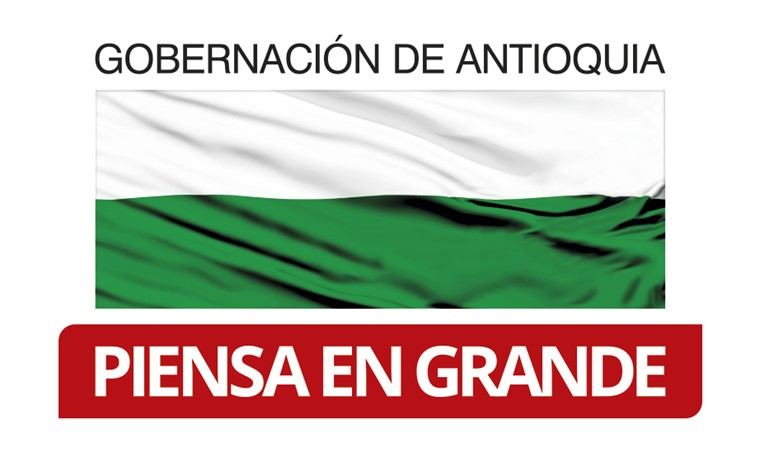 GOBERNACIÓN DE ANTIOQUIA
PIENSA EN GRANDE